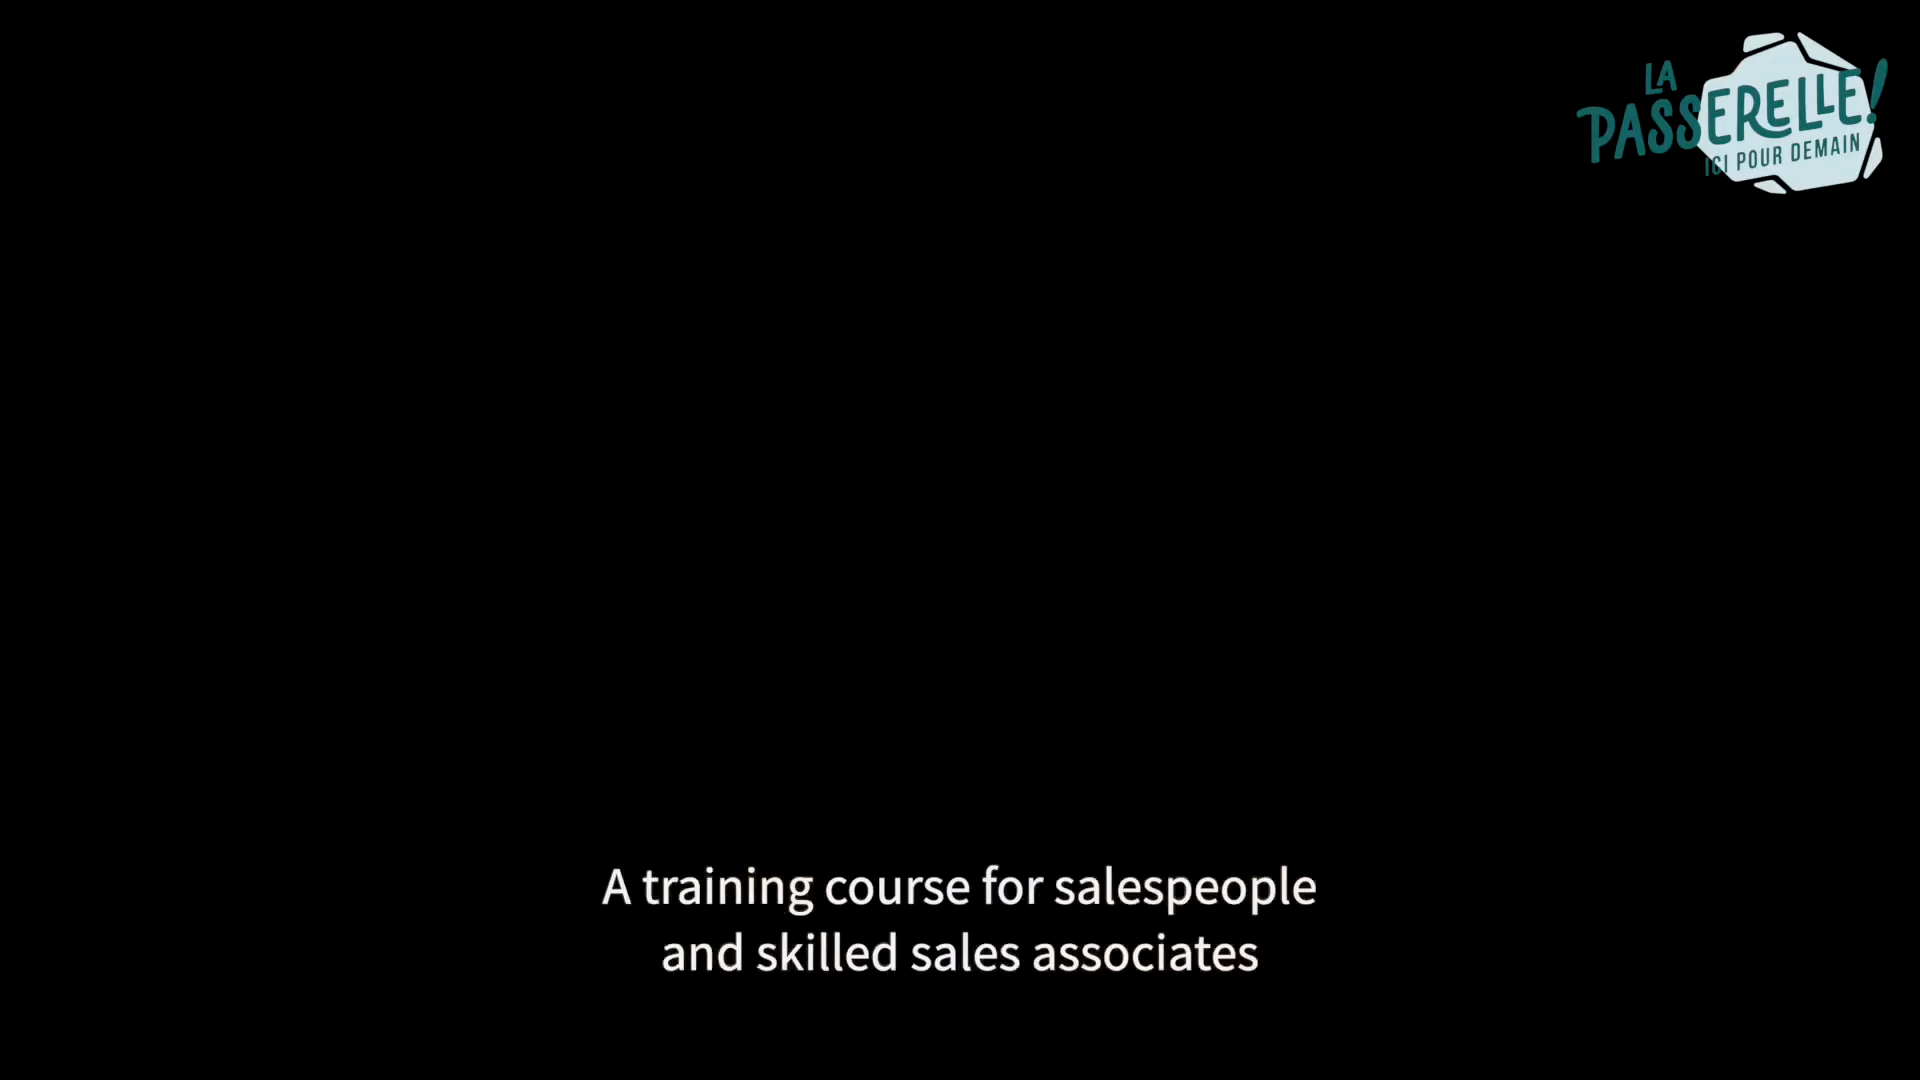 LA
PASSERELLE!
ICI POUR DEMAIN
A training course for salespeople
and skilled sales associates